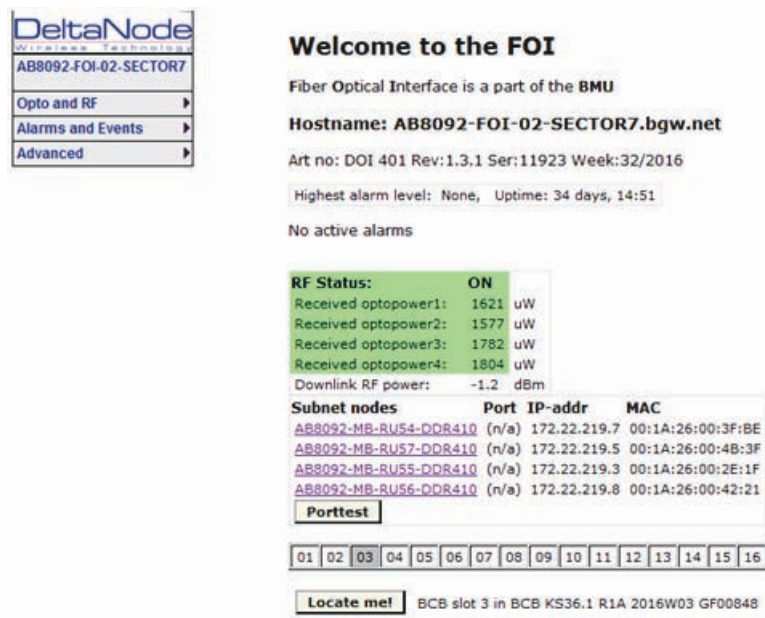 DeltaNode
Wireless Technology
AB8092-FOI-02-SECTOR7
Opto and RF
Alarms and Events
Advanced
Welcome to the FOI
Fiber Optical Interface is a part of the BMU
Hostname: AB8092-FOI-02-SECTOR7.bgw.net
Art no: DOI 401 Rev:1.3.1 Ser:11923 Week:32/2016
Highest alarm level: None, Uptime: 34 days, 14:51
No active alarms
RF Status: ON
Received optopower1: 1621 uW
Received optopower2: 1577 uW
Received optopower3: 1782 uW
Received optopower4: 1804 uW
Downlink RF power: -1.2 dBm
Subnet nodes Port IP-addr MAC
AB8092-MB-RU54-DDR410 (n/a) 172.22.219.7 00:1A:26:00:3F:BE
AB8092-MB-RU57-DDR410 (n/a) 172.22.219.5 00:1A:26:00:4B:3F
AB8092-MB-RU55-DDR410 (n/a) 172.22.219.3 00:1A:26:00:2E:1F
AB8092-MB-RU56-DDR410 (n/a) 172.22.219.8 00:1A:26:00:42:21
Porttest
01 02 03 04 05 06 07 08 09 10 11 12 13 14 15 16
Locate me! BCB slot 3 in BCB KS36.1 R1A 2016W03 GF00848